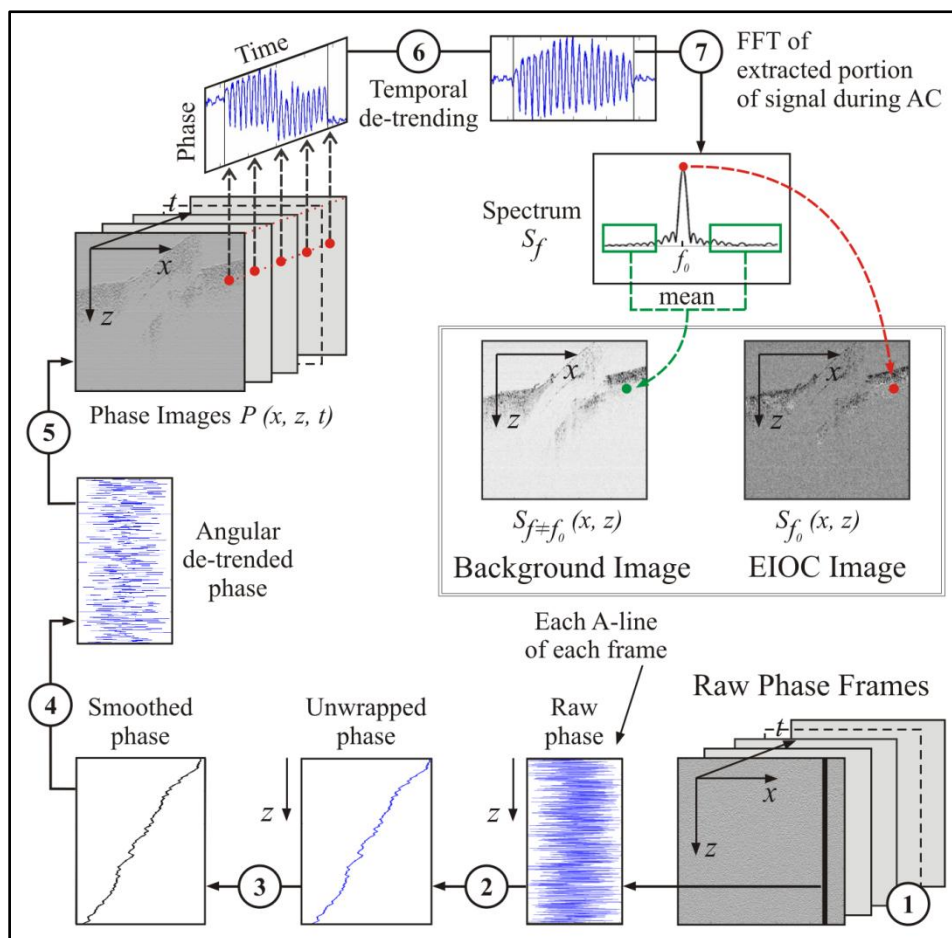 Time
Phase
6
Temporal
de-trending
7
FFT of
extracted portion
of signal during AC
Spectrum
S_f
f_0
mean
t
x
z
Phase Images P (x, z, t)
x
z
S_{f≠f_0} (x, z)
Background Image
x
z
S_{f_0} (x, z)
EIOC Image
5
Angular
de-trended
phase
4
Each A-line
of each frame
Smoothed
phase
Unwrapped
phase
Raw
phase
Raw Phase Frames
t
x
z
z
z
3
2
1